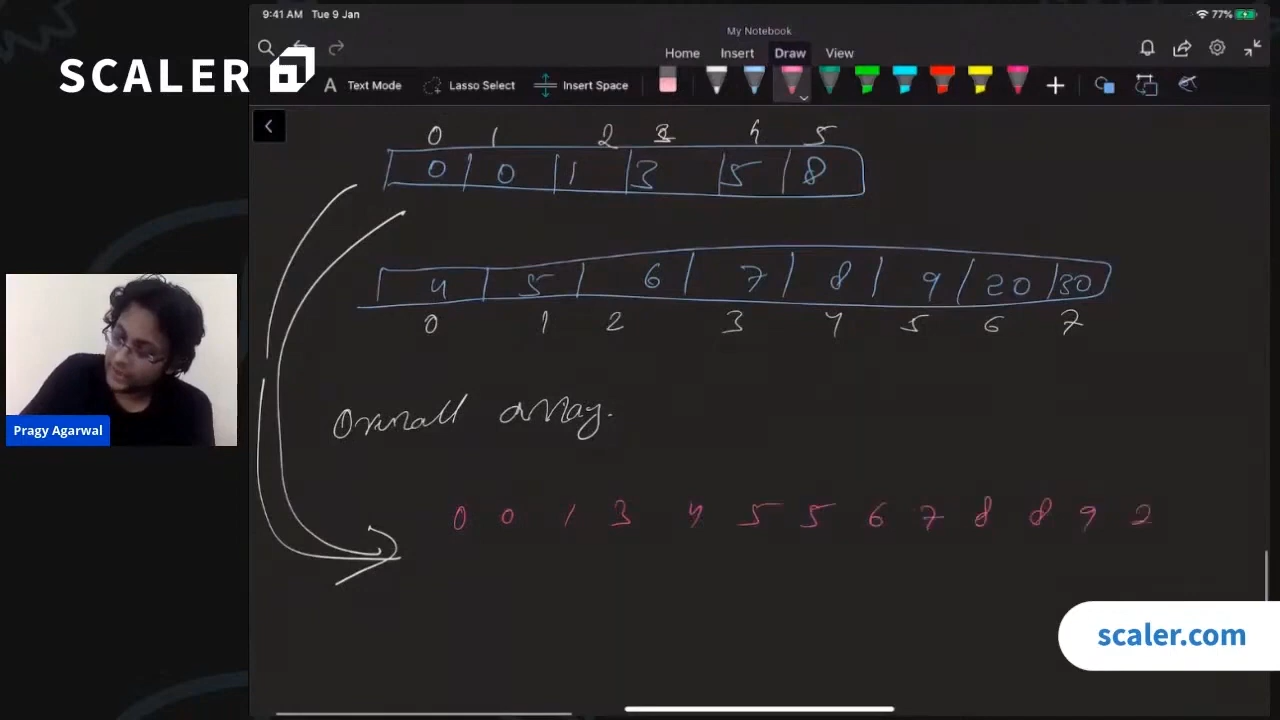 9:41 AM Tue 9 Jan
77%
My Notebook
SCALER
Home Insert Draw View
Text Mode Lasso Select Insert Space
0 1 2 3 4 5
0 0 1 3 5 8
4 5 6 7 8 9 20 30
0 1 2 3 4 5 6 7
Pragy Agarwal
Overall array.
0 0 1 3 4 5 5 6 7 8 8 9 2
scaler.com